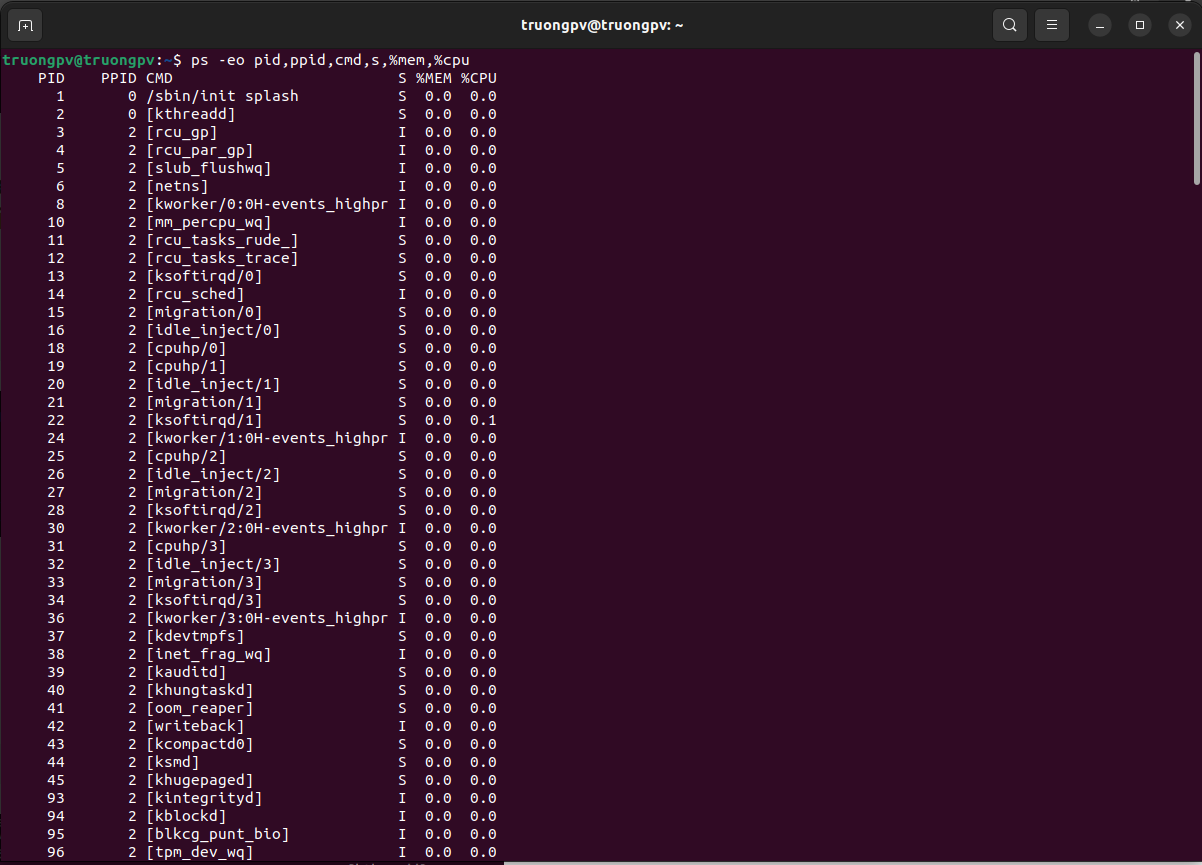 truongpv@truongpv: ~
truongpv@truongpv:~$ ps -eo pid,ppid,cmd,s,%mem,%cpu
    PID    PPID CMD                         S %MEM %CPU
      1       0 /sbin/init splash           S  0.0  0.0
      2       0 [kthreadd]                  S  0.0  0.0
      3       2 [rcu_gp]                    I  0.0  0.0
      4       2 [rcu_par_gp]                I  0.0  0.0
      5       2 [slub_flushwq]              I  0.0  0.0
      6       2 [netns]                     I  0.0  0.0
      8       2 [kworker/0:0H-events_highpr I  0.0  0.0
     10       2 [mm_percpu_wq]              I  0.0  0.0
     11       2 [rcu_tasks_rude_]           S  0.0  0.0
     12       2 [rcu_tasks_trace]           S  0.0  0.0
     13       2 [ksoftirqd/0]               S  0.0  0.0
     14       2 [rcu_sched]                 I  0.0  0.0
     15       2 [migration/0]               S  0.0  0.0
     16       2 [idle_inject/0]             S  0.0  0.0
     18       2 [cpuhp/0]                   S  0.0  0.0
     19       2 [cpuhp/1]                   S  0.0  0.0
     20       2 [idle_inject/1]             S  0.0  0.0
     21       2 [migration/1]               S  0.0  0.0
     22       2 [ksoftirqd/1]               S  0.0  0.1
     24       2 [kworker/1:0H-events_highpr I  0.0  0.0
     25       2 [cpuhp/2]                   S  0.0  0.0
     26       2 [idle_inject/2]             S  0.0  0.0
     27       2 [migration/2]               S  0.0  0.0
     28       2 [ksoftirqd/2]               S  0.0  0.0
     30       2 [kworker/2:0H-events_highpr I  0.0  0.0
     31       2 [cpuhp/3]                   S  0.0  0.0
     32       2 [idle_inject/3]             S  0.0  0.0
     33       2 [migration/3]               S  0.0  0.0
     34       2 [ksoftirqd/3]               S  0.0  0.0
     36       2 [kworker/3:0H-events_highpr I  0.0  0.0
     37       2 [kdevtmpfs]                 S  0.0  0.0
     38       2 [inet_frag_wq]              I  0.0  0.0
     39       2 [kauditd]                   S  0.0  0.0
     40       2 [khungtaskd]                S  0.0  0.0
     41       2 [oom_reaper]                S  0.0  0.0
     42       2 [writeback]                 I  0.0  0.0
     43       2 [kcompactd0]                S  0.0  0.0
     44       2 [ksmd]                      S  0.0  0.0
     45       2 [khugepaged]                S  0.0  0.0
     93       2 [kintegrityd]               I  0.0  0.0
     94       2 [kblockd]                   I  0.0  0.0
     95       2 [blkcg_punt_bio]            I  0.0  0.0
     96       2 [tpm_dev_wq]                I  0.0  0.0